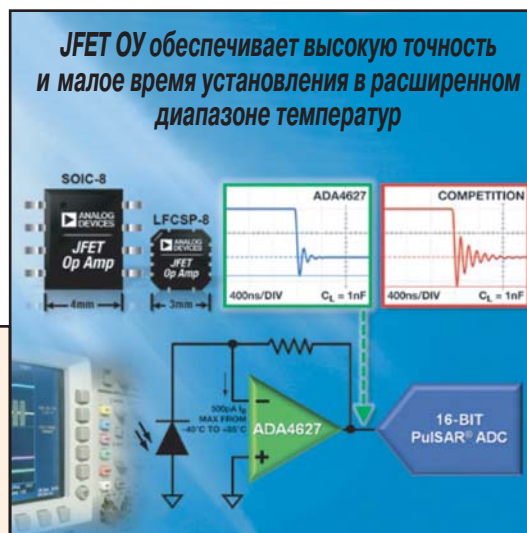 JFET ОУ обеспечивает высокую точность
и малое время установления в расширенном
диапазоне температур
SOIC-8
ANALOG
DEVICES
JFET
Op Amp
4mm
LFCSP-8
ANALOG
DEVICES
JFET
Op Amp
3mm
ADA4627
400ns/DIV CL = 1nF
COMPETITION
400ns/DIV CL = 1nF
500pA IB
MAX FROM
-40°C TO +85°C
ADA4627
16-BIT
PulSAR® ADC